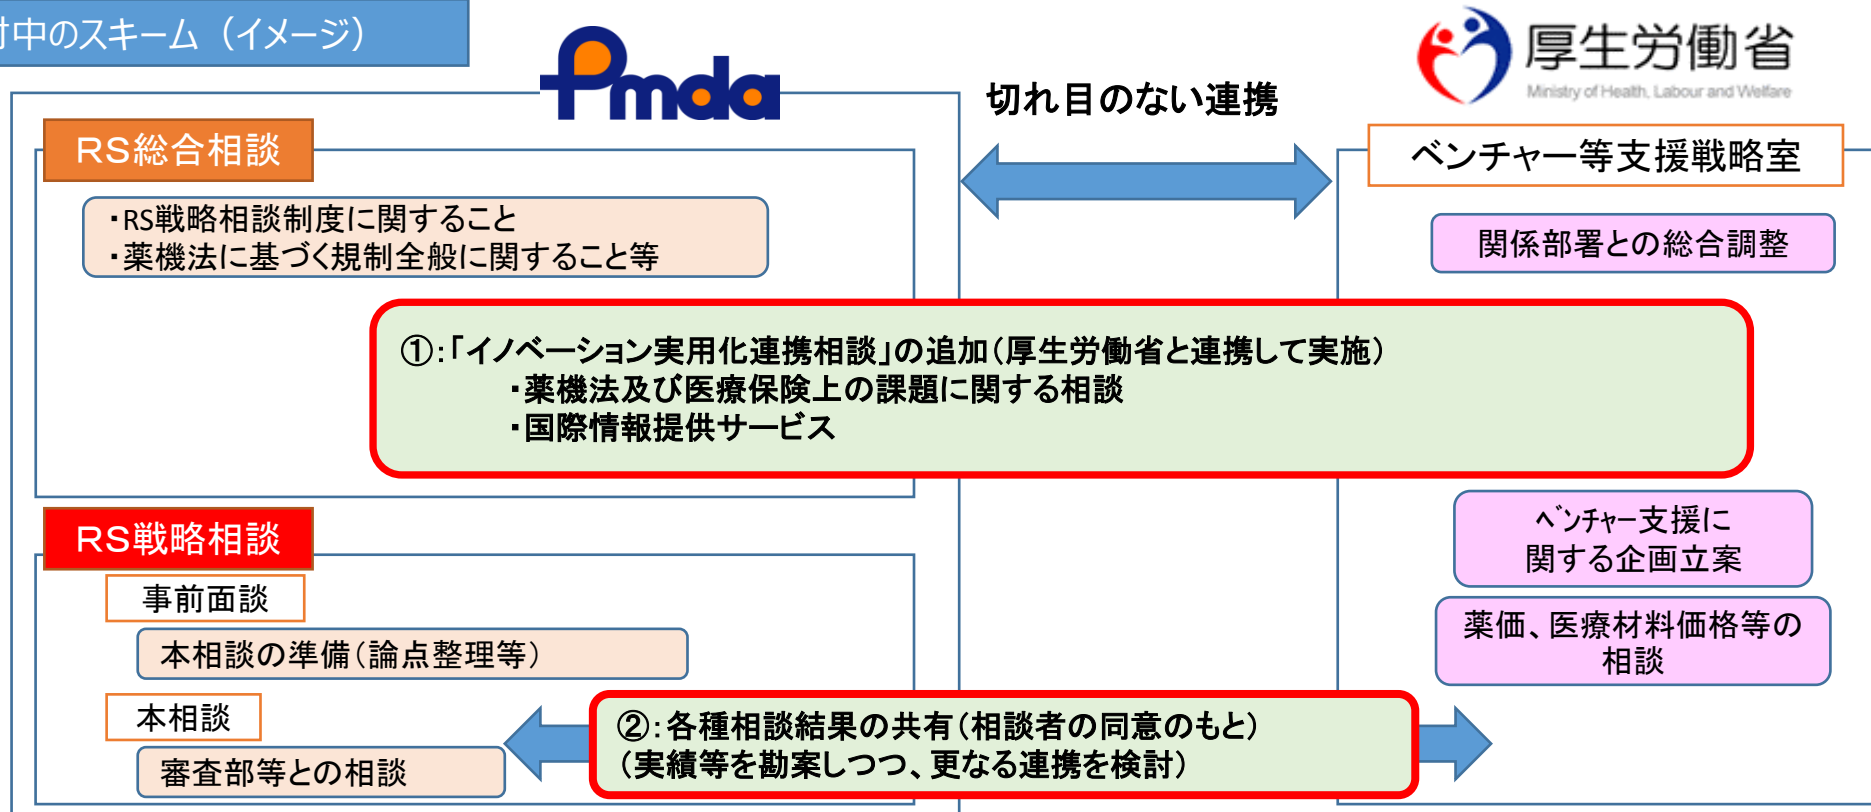 中のスキーム（イメージ）
Pmda
厚生労働省
Ministry of Health, Labour and Welfare
切れ目のない連携
ＲＳ総合相談
・RS戦略相談制度に関すること
・薬機法に基づく規制全般に関すること等
ベンチャー等支援戦略室
関係部署との総合調整
①：「イノベーション実用化連携相談」の追加（厚生労働省と連携して実施）
・薬機法及び医療保険上の課題に関する相談
・国際情報提供サービス
ＲＳ戦略相談
事前面談
本相談の準備（論点整理等）
本相談
審査部等との相談
ﾍﾞﾝﾁｬｰ支援に
関する企画立案
薬価、医療材料価格等の
相談
②：各種相談結果の共有（相談者の同意のもと）
（実績等を勘案しつつ、更なる連携を検討）